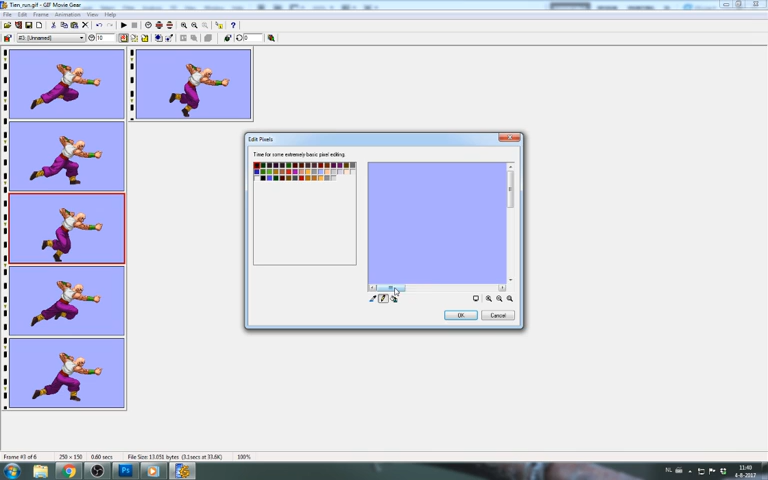 Tien_run.gif - GIF Movie Gear
File Edit Frame Animation View Help
#3: [Unnamed] 10 0
Edit Pixels
Time for some extremely basic pixel editing.
OK Cancel
Frame #3 of 6 250 × 150 0.60 secs File Size: 13.051 bytes (3.1secs at 33.6K) 100%
NL 11:40
4-8-2017